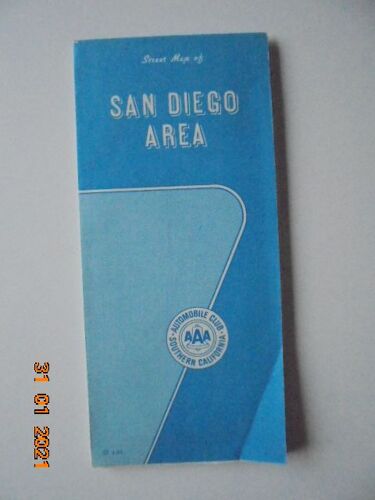 Street Map of
SAN DIEGO
AREA
AUTOMOBILE CLUB
AAA
SOUTHERN CALIFORNIA
31 01 2021